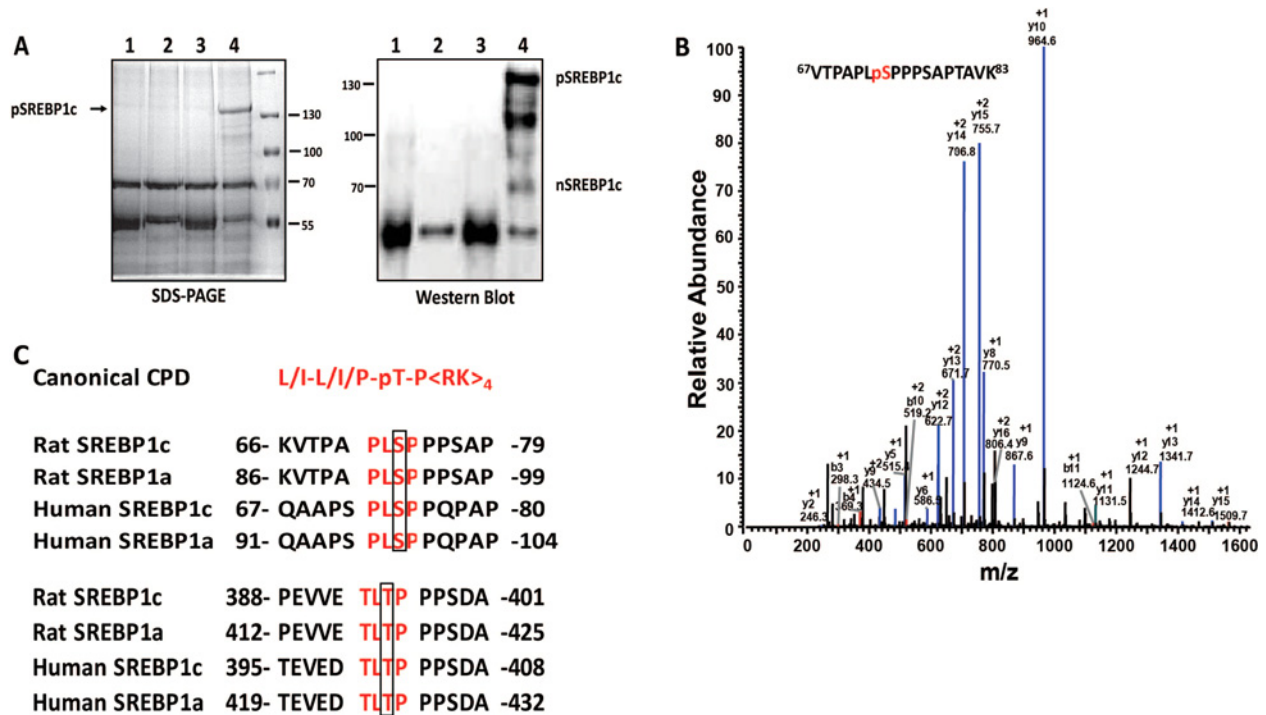 A
1 2 3 4
pSREBP1c
130
100
70
55
SDS-PAGE
1 2 3 4
130
100
70
pSREBP1c
nSREBP1c
Western Blot
B
67VTPAPLpSPPPSAPTAVK83
Relative Abundance
100
90
80
70
60
50
40
30
20
10
0
+1
y10
964.6
+2
y15
755.7
+2
y14
706.8
+2
y13
671.7
+1
y8
770.5
+2
b10
519.2
+2
y12
622.7
+2
y16
806.4
+1
y9
867.6
+1
y5
515.4
+1
y6
586.5
+2
y9
434.5
+1
b3
298.3
+1
b4
369.3
+1
y2
246.3
+1
b11
1124.6
+1
y11
1131.5
+1
y12
1244.7
+1
y13
1341.7
+1
y14
1412.6
+1
y15
1509.7
0 200 400 600 800 1000 1200 1400 1600
m/z
C
Canonical CPD L/I-L/I/P-pT-P<RK>4
Rat SREBP1c 66- KVTPA PLSP PPSAP -79
Rat SREBP1a 86- KVTPA PLSP PPSAP -99
Human SREBP1c 67- QAAPS PLSP PPQPAP -80
Human SREBP1a 91- QAAPS PLSP PPQPAP -104
Rat SREBP1c 388- PEVVE TLTP PPSDA -401
Rat SREBP1a 412- PEVVE TLTP PPSDA -425
Human SREBP1c 395- TEVED TLTP PPSDA -408
Human SREBP1a 419- TEVED TLTP PPSDA -432